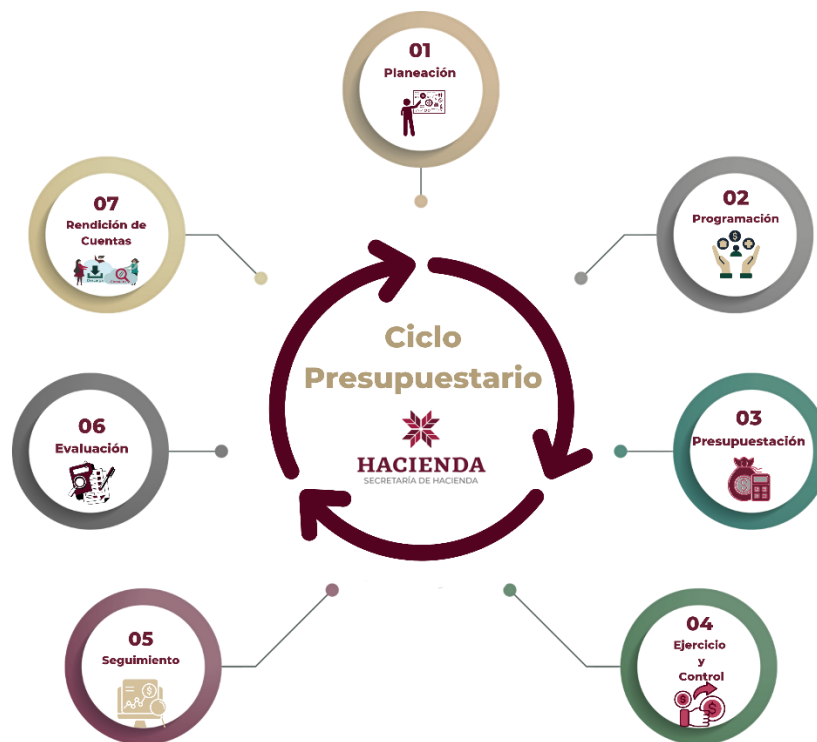 01
Planeación
02
Programación
03
Presupuestación
04
Ejercicio
y
Control
05
Seguimiento
06
Evaluación
07
Rendición de
Cuentas
Ciclo
Presupuestario
HACIENDA
SECRETARÍA DE HACIENDA